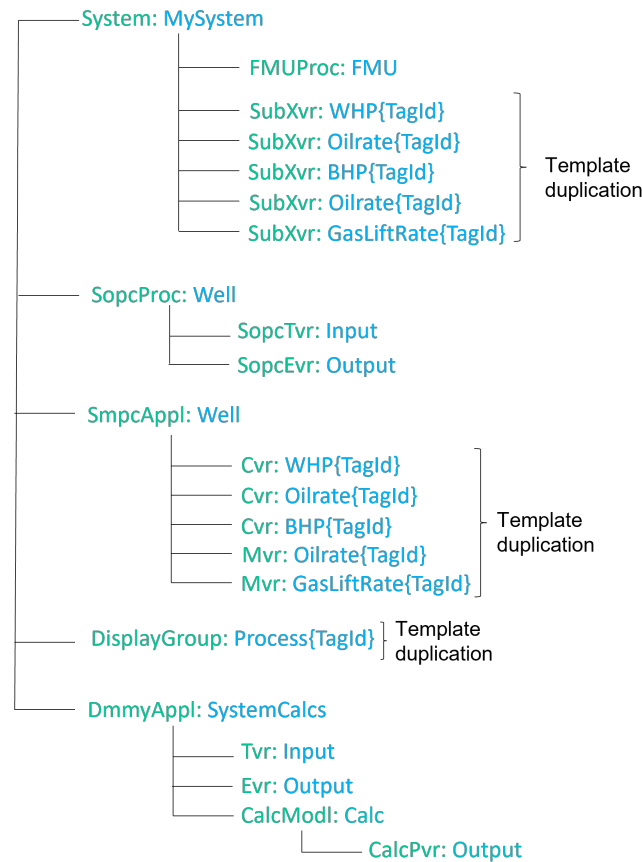 System: MySystem
FMUProc: FMU
SubXvr: WHP{TagId}
SubXvr: Oilrate{TagId}
SubXvr: BHP{TagId}
SubXvr: Oilrate{TagId}
SubXvr: GasLiftRate{TagId}
Template
duplication
SopcProc: Well
SopcTvr: Input
SopcEvr: Output
SmpcAppl: Well
Cvr: WHP{TagId}
Cvr: Oilrate{TagId}
Cvr: BHP{TagId}
Mvr: Oilrate{TagId}
Mvr: GasLiftRate{TagId}
Template
duplication
DisplayGroup: Process{TagId}
Template
duplication
DmmyAppl: SystemCalcs
Tvr: Input
Evr: Output
CalcModl: Calc
CalcPvr: Output